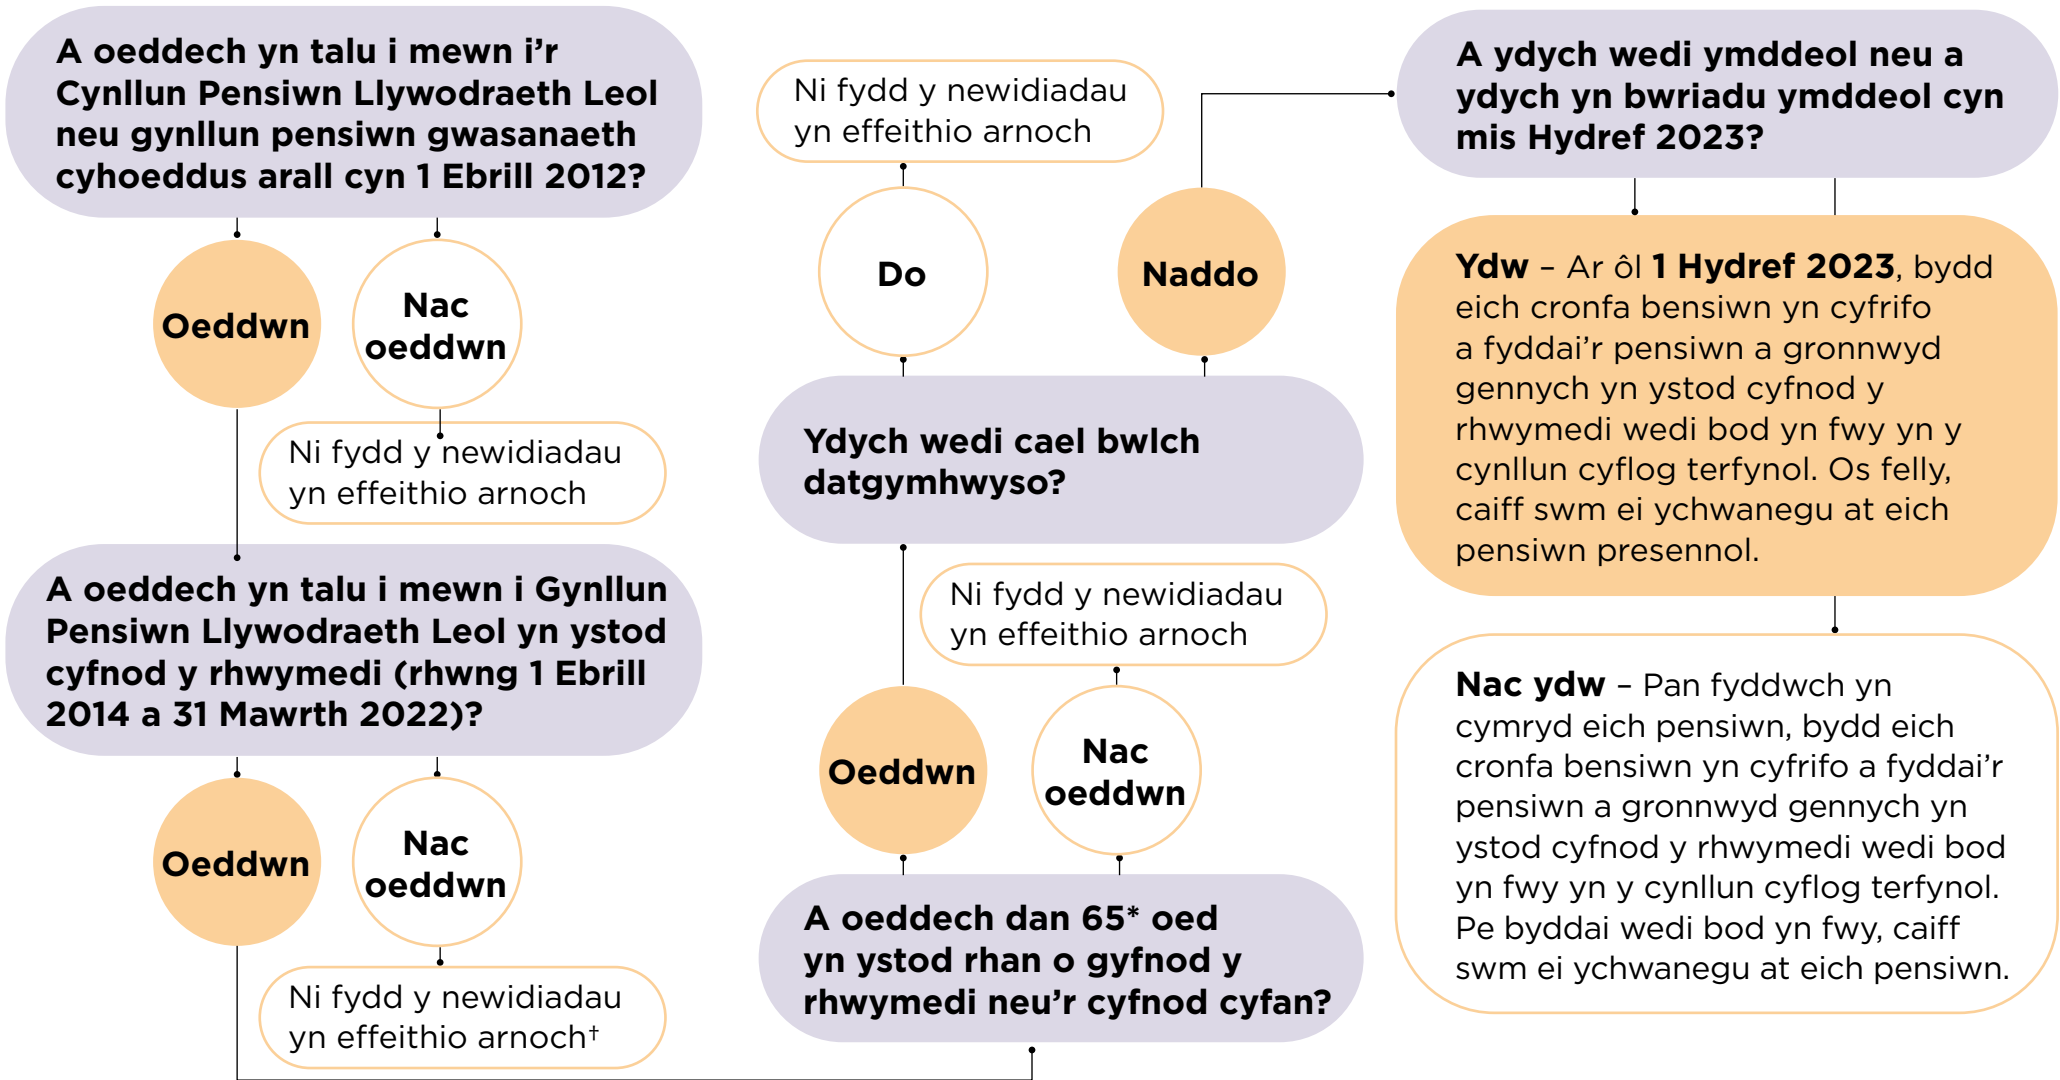 A oeddech yn talu i mewn i’r
Cynllun Pensiwn Llywodraeth Leol
neu gynllun pensiwn gwasanaeth
cyhoeddus arall cyn 1 Ebrill 2012?
Oeddwn
Nac
oeddwn
Ni fydd y newidiadau
yn effeithio arnoch
A oeddech yn talu i mewn i Gynllun
Pensiwn Llywodraeth Leol yn ystod
cyfnod y rhwymedi (rhwng 1 Ebrill
2014 a 31 Mawrth 2022)?
Oeddwn
Nac
oeddwn
Ni fydd y newidiadau
yn effeithio arnoch†
A oeddech dan 65* oed
yn ystod rhan o gyfnod y
rhwymedi neu’r cyfnod cyfan?
Oeddwn
Nac
oeddwn
Ni fydd y newidiadau
yn effeithio arnoch
Ydych wedi cael bwlch
datgymhwyso?
Do
Naddo
Ni fydd y newidiadau
yn effeithio arnoch
A ydych wedi ymddeol neu a
ydych yn bwriadu ymddeol cyn
mis Hydref 2023?
Ydw – Ar ôl 1 Hydref 2023, bydd
eich cronfa bensiwn yn cyfrifo
a fyddai’r pensiwn a gronnwyd
gennych yn ystod cyfnod y
rhwymedi wedi bod yn fwy yn y
cynllun cyflog terfynol. Os felly,
caiff swm ei ychwanegu at eich
pensiwn presennol.
Nac ydw – Pan fyddwch yn
cymryd eich pensiwn, bydd eich
cronfa bensiwn yn cyfrifo a fyddai’r
pensiwn a gronnwyd gennych yn
ystod cyfnod y rhwymedi wedi bod
yn fwy yn y cynllun cyflog terfynol.
Pe byddai wedi bod yn fwy, caiff
swm ei ychwanegu at eich pensiwn.